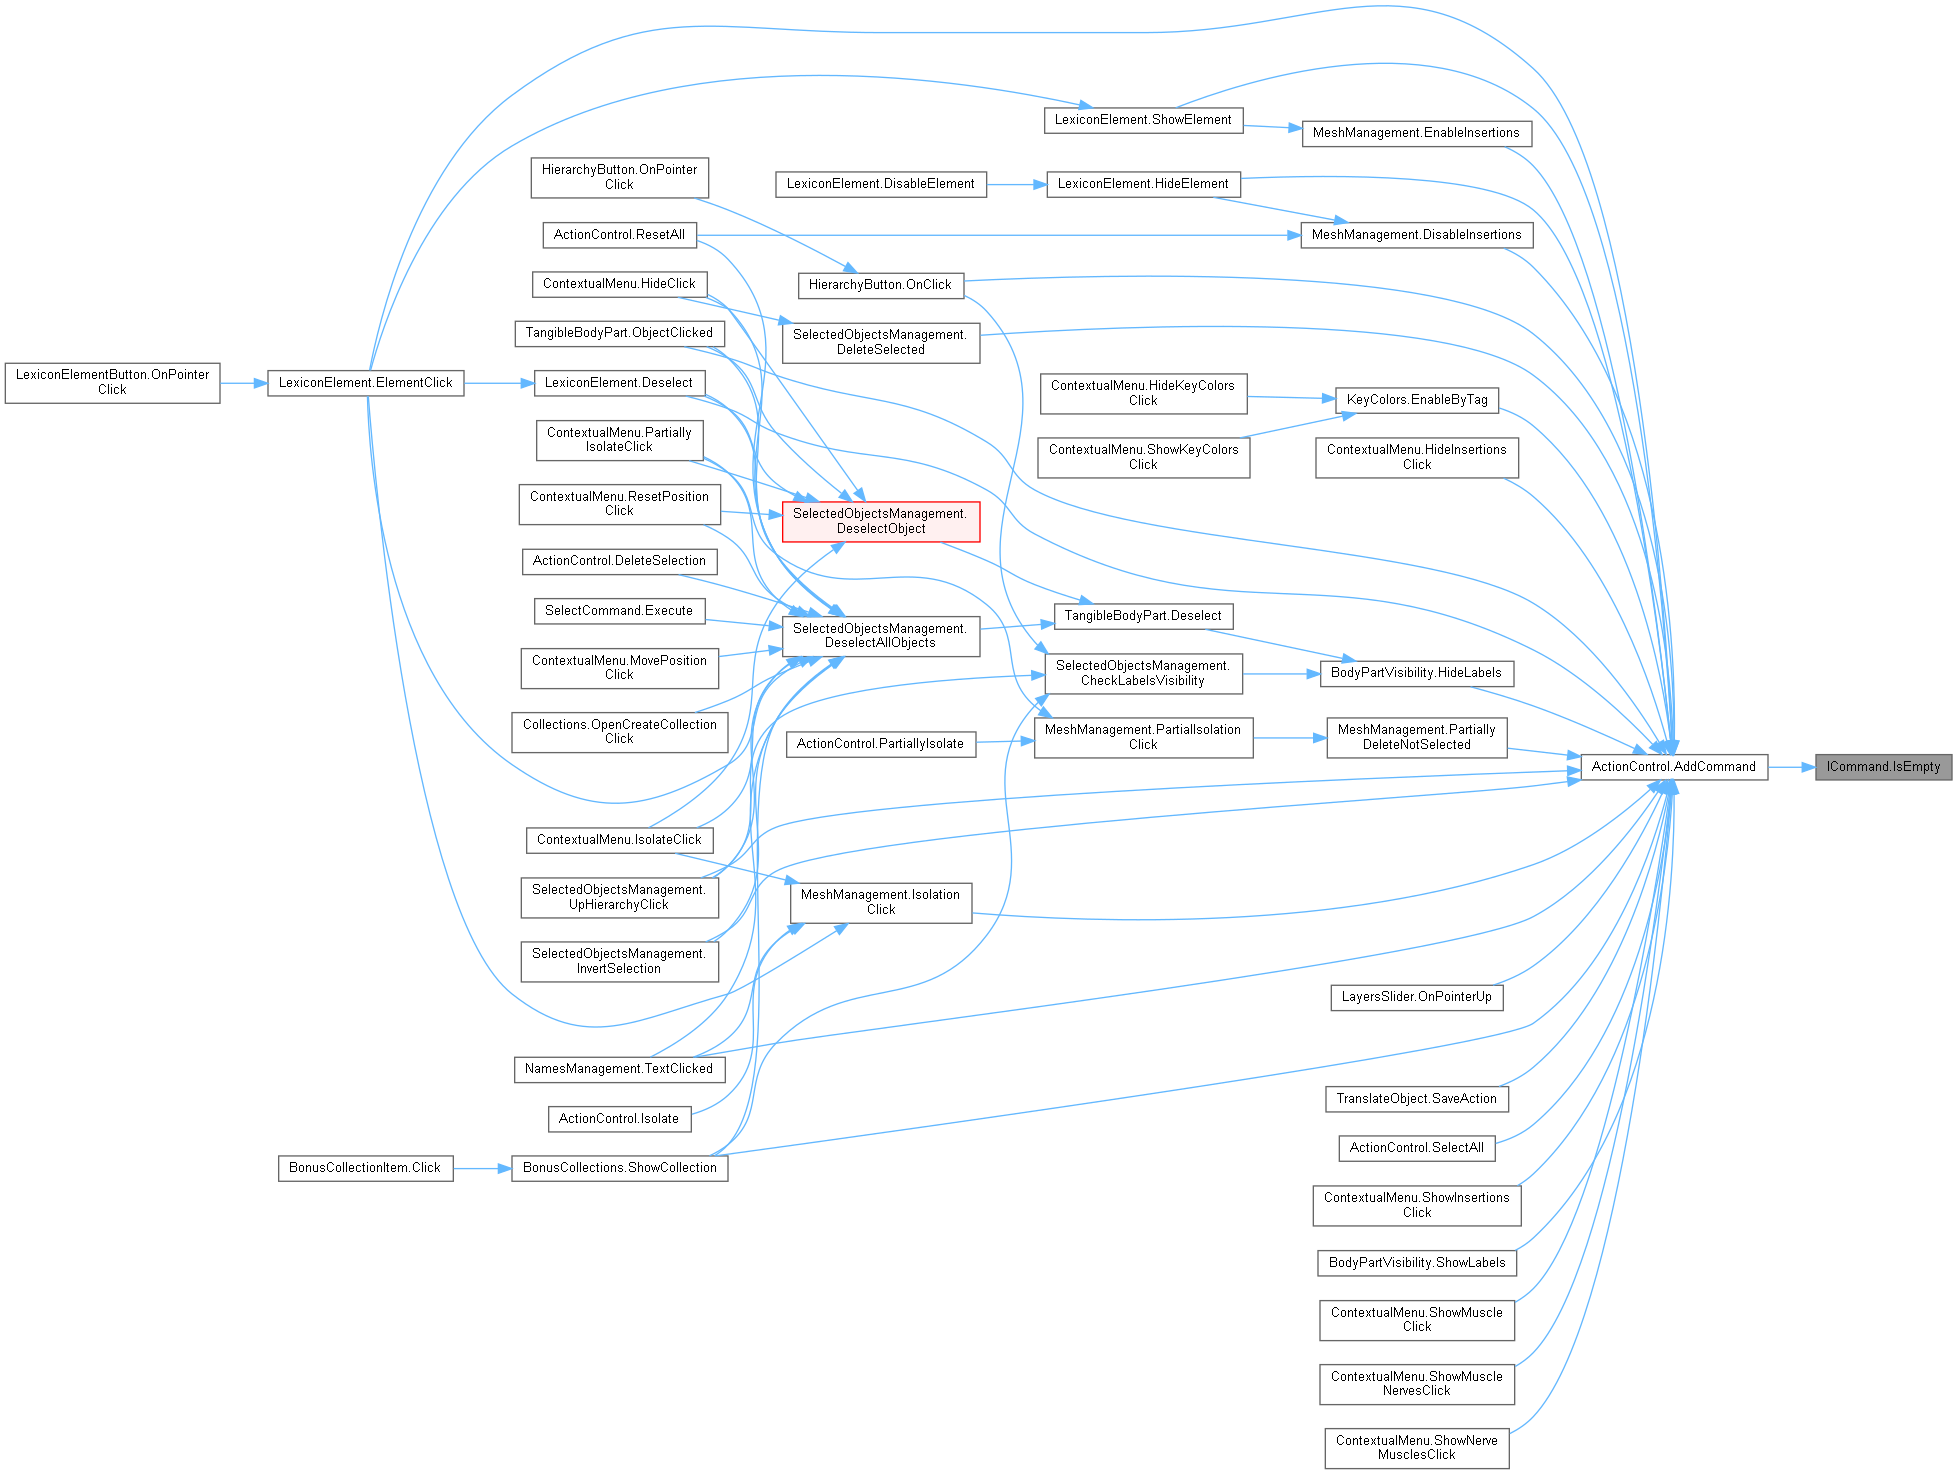 LexiconElementButton.OnPointer
Click
LexiconElement.ElementClick
BonusCollectionItem.Click
HierarchyButton.OnPointer
Click
ActionControl.ResetAll
ContextualMenu.HideClick
TangibleBodyPart.ObjectClicked
LexiconElement.Deselect
ContextualMenu.Partially
IsolateClick
ContextualMenu.ResetPosition
Click
ActionControl.DeleteSelection
SelectCommand.Execute
ContextualMenu.MovePosition
Click
Collections.OpenCreateCollection
Click
ContextualMenu.IsolateClick
SelectedObjectsManagement.
UpHierarchyClick
SelectedObjectsManagement.
InvertSelection
NamesManagement.TextClicked
ActionControl.Isolate
BonusCollections.ShowCollection
LexiconElement.DisableElement
HierarchyButton.OnClick
SelectedObjectsManagement.
DeleteSelected
SelectedObjectsManagement.
DeselectObject
SelectedObjectsManagement.
DeselectAllObjects
ActionControl.PartiallyIsolate
MeshManagement.Isolation
Click
LexiconElement.ShowElement
LexiconElement.HideElement
ContextualMenu.HideKeyColors
Click
ContextualMenu.ShowKeyColors
Click
TangibleBodyPart.Deselect
SelectedObjectsManagement.
CheckLabelsVisibility
MeshManagement.PartialIsolation
Click
MeshManagement.EnableInsertions
MeshManagement.DisableInsertions
KeyColors.EnableByTag
ContextualMenu.HideInsertions
Click
BodyPartVisibility.HideLabels
MeshManagement.Partially
DeleteNotSelected
LayersSlider.OnPointerUp
TranslateObject.SaveAction
ActionControl.SelectAll
ContextualMenu.ShowInsertions
Click
BodyPartVisibility.ShowLabels
ContextualMenu.ShowMuscle
Click
ContextualMenu.ShowMuscle
NervesClick
ContextualMenu.ShowNerve
MusclesClick
ActionControl.AddCommand
ICommand.IsEmpty